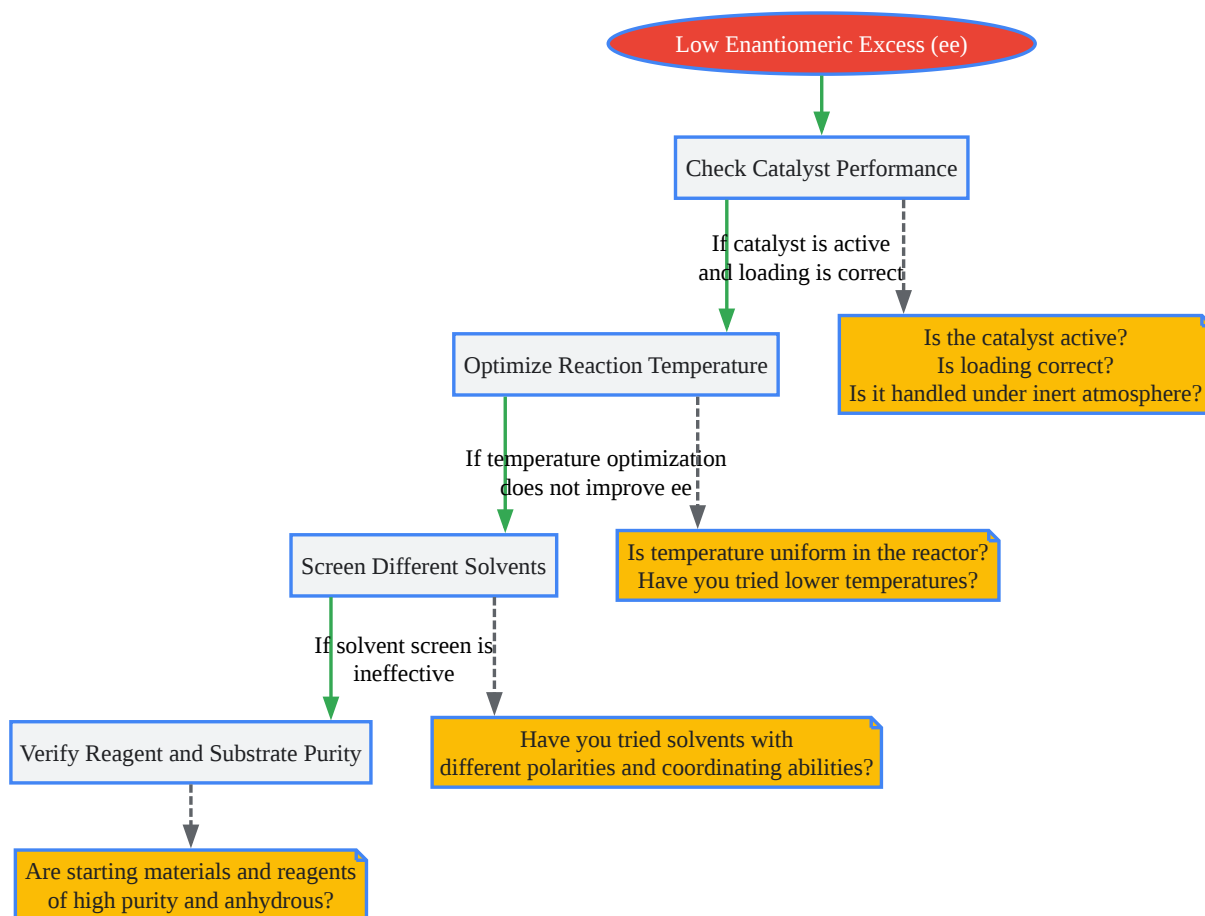 Low Enantiomeric Excess (ee)
Check Catalyst Performance
If catalyst is active
and loading is correct
Is the catalyst active?
Is loading correct?
Is it handled under inert atmosphere?
Optimize Reaction Temperature
If temperature optimization
does not improve ee
Is temperature uniform in the reactor?
Have you tried lower temperatures?
Screen Different Solvents
If solvent screen is
ineffective
Have you tried solvents with
different polarities and coordinating abilities?
Verify Reagent and Substrate Purity
Are starting materials and reagents
of high purity and anhydrous?